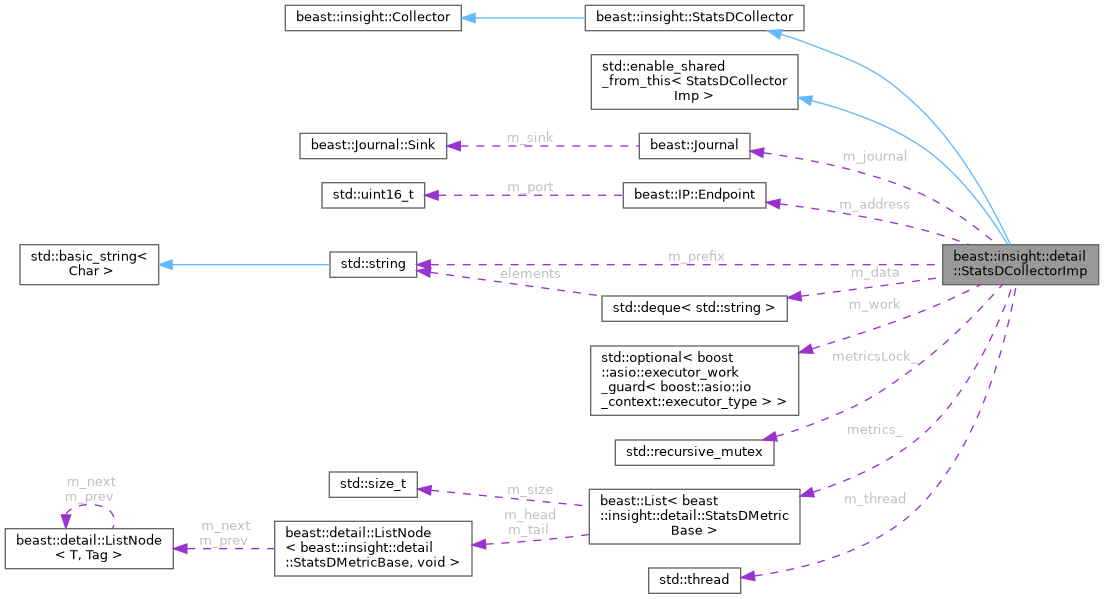 beast::insight::Collector
beast::insight::StatsDCollector
std::enable_shared
_from_this< StatsDCollector
Imp >
beast::Journal::Sink
m_sink
beast::Journal
m_journal
std::uint16_t
m_port
beast::IP::Endpoint
m_address
std::basic_string<
Char >
std::string
m_prefix
beast::insight::detail
::StatsDCollectorImp
elements
std::deque< std::string >
m_data
m_work
std::optional< boost
::asio::executor_work
_guard< boost::asio::io
_context::executor_type > >
metricsLock_
std::recursive_mutex
metrics_
std::size_t
m_size
beast::List< beast
::insight::detail::StatsDMetric
Base >
m_thread
m_head
m_tail
m_next
m_prev
beast::detail::ListNode
< T, Tag >
m_next
m_prev
beast::detail::ListNode
< beast::insight::detail
::StatsDMetricBase, void >
std::thread